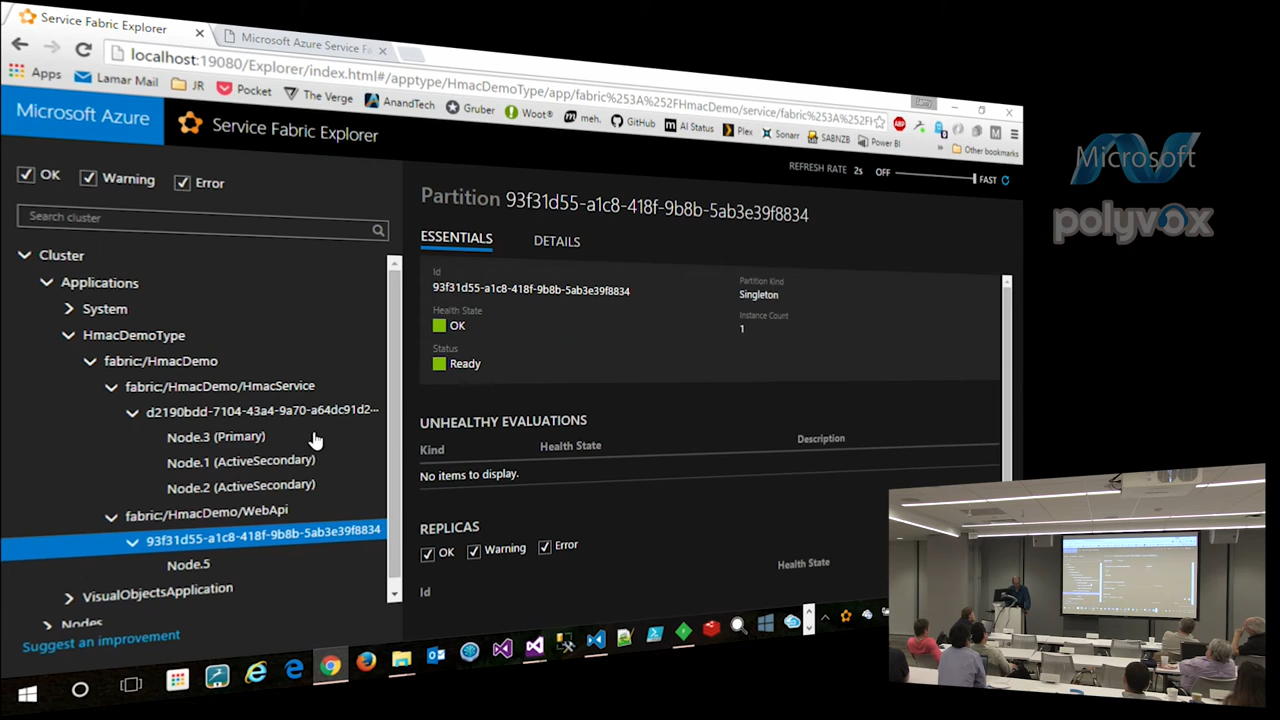 Service Fabric Explorer
Microsoft Azure Service Fa
localhost:19080/Explorer/index.html#/apptype/HmacDemoType/app/fabric%253A%252FHmacDemo/service/fabric%253A%252FH
Apps Lamar Mail JR Pocket The Verge AnandTech Gruber Woot® meh. GitHub AI Status Plex Sonarr SABNZB Power BI
Other bookmarks
Microsoft Azure
Service Fabric Explorer
REFRESH RATE 2s OFF FAST
OK Warning Error
Search cluster
Cluster
Applications
System
HmacDemoType
fabric:/HmacDemo
fabric:/HmacDemo/HmacService
d2190bdd-7104-43a4-9a70-a64dc91d2...
Node.3 (Primary)
Node.1 (ActiveSecondary)
Node.2 (ActiveSecondary)
fabric:/HmacDemo/WebApi
93f31d55-a1c8-418f-9b8b-5ab3e39f8834
Node.5
VisualObjectsApplication
Nodes
Suggest an improvement
Partition 93f31d55-a1c8-418f-9b8b-5ab3e39f8834
ESSENTIALS DETAILS
Id
93f31d55-a1c8-418f-9b8b-5ab3e39f8834
Partition Kind
Singleton
Health State
OK
Instance Count
1
Status
Ready
UNHEALTHY EVALUATIONS
Kind Health State Description
No items to display.
REPLICAS
OK Warning Error
Id Health State
Microsoft
polyvox